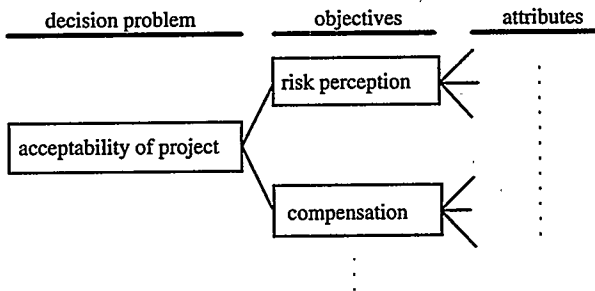 decision problem
objectives
attributes
risk perception
acceptability of project
compensation